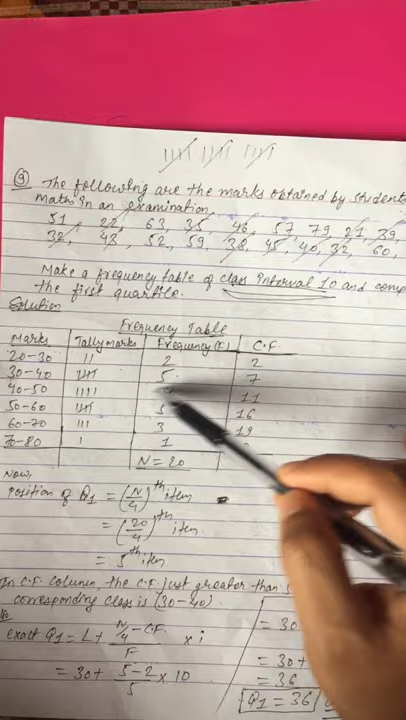 ⑨ The following are the marks obtained by students
maths in an examination.
51, 22, 63, 35, 46, 57, 79, 21, 39,
32, 43, 52, 59, 38, 45, 40, 32, 60,
Make a frequency table of class interval 10 and comp
the first quartile.
Solution
Frequency Table
Marks Tally marks Frequency (f) C.F
20-30 || 2 2
30-40 𝍸 5 7
40-50 |||| 11
50-60 𝍸 5 16
60-70 ||| 3 19
70-80 | 1
N = 20
Now,
Position of Q₁ = (N/4)th item
= (20/4)th item
= 5th item
In C.F column, the C.F just greater than 5
corresponding class is (30-40).
exact Q₁ = L + (N/4 - C.F)/F × i
= 30 + (5-2)/5 × 10
= 30
= 30+
= 36
Q₁ = 36